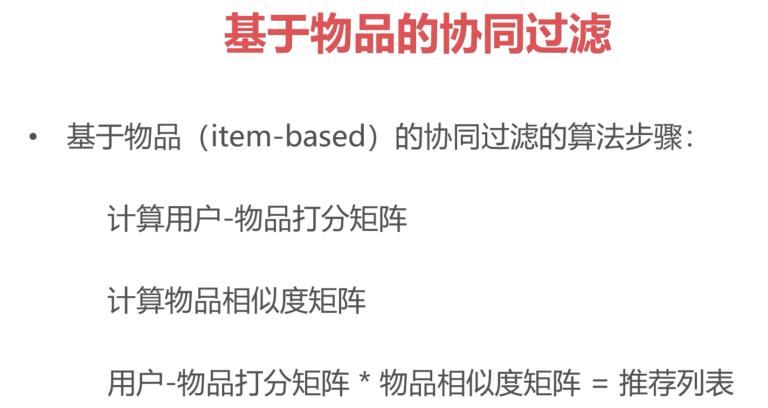 基于物品的协同过滤
• 基于物品（item-based）的协同过滤的算法步骤：
计算用户-物品打分矩阵
计算物品相似度矩阵
用户-物品打分矩阵 * 物品相似度矩阵 = 推荐列表